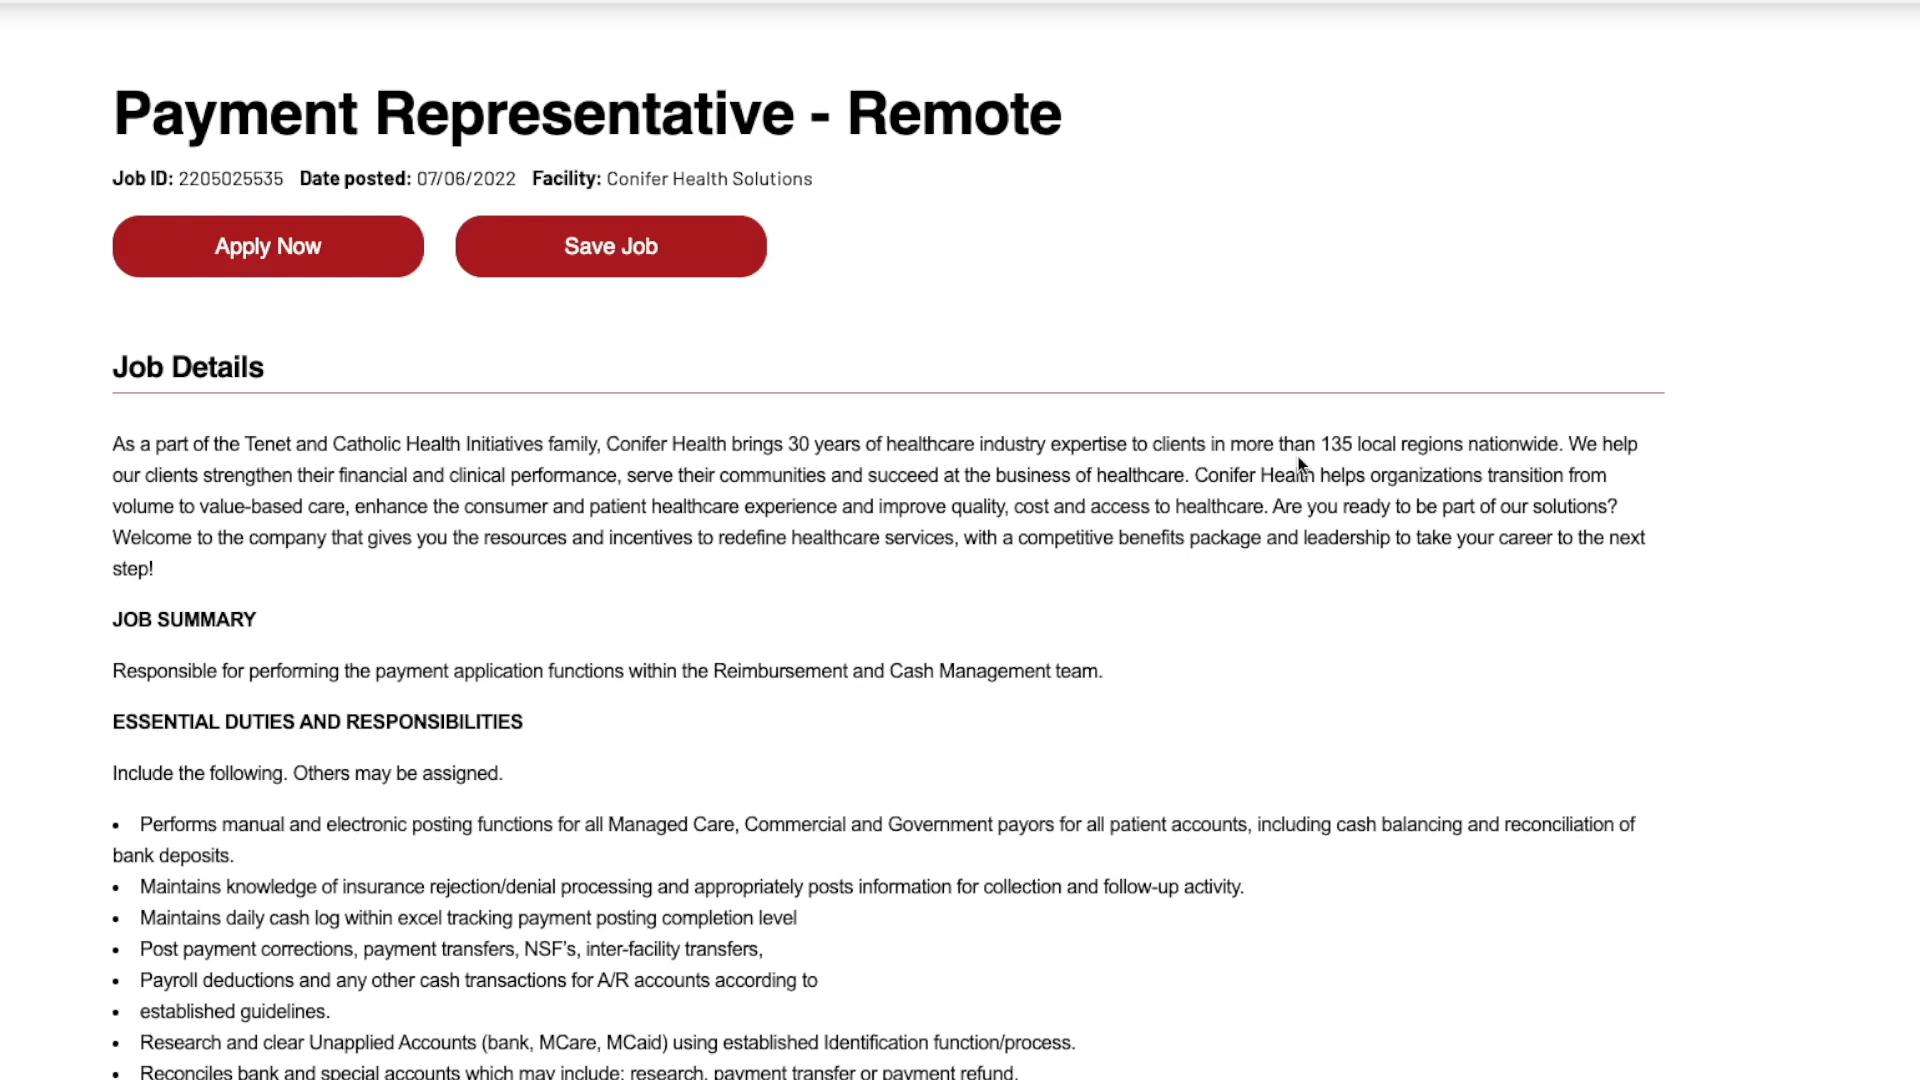 Payment Representative - Remote
Job ID: 2205025535 Date posted: 07/06/2022 Facility: Conifer Health Solutions
Apply Now Save Job
Job Details
As a part of the Tenet and Catholic Health Initiatives family, Conifer Health brings 30 years of healthcare industry expertise to clients in more than 135 local regions nationwide. We help
our clients strengthen their financial and clinical performance, serve their communities and succeed at the business of healthcare. Conifer Health helps organizations transition from
volume to value-based care, enhance the consumer and patient healthcare experience and improve quality, cost and access to healthcare. Are you ready to be part of our solutions?
Welcome to the company that gives you the resources and incentives to redefine healthcare services, with a competitive benefits package and leadership to take your career to the next
step!
JOB SUMMARY
Responsible for performing the payment application functions within the Reimbursement and Cash Management team.
ESSENTIAL DUTIES AND RESPONSIBILITIES
Include the following. Others may be assigned.
• Performs manual and electronic posting functions for all Managed Care, Commercial and Government payors for all patient accounts, including cash balancing and reconciliation of
bank deposits.
• Maintains knowledge of insurance rejection/denial processing and appropriately posts information for collection and follow-up activity.
• Maintains daily cash log within excel tracking payment posting completion level
• Post payment corrections, payment transfers, NSF's, inter-facility transfers,
• Payroll deductions and any other cash transactions for A/R accounts according to
• established guidelines.
• Research and clear Unapplied Accounts (bank, MCare, MCaid) using established Identification function/process.
• Reconciles bank and special accounts which may include: research, payment transfer or payment refund.